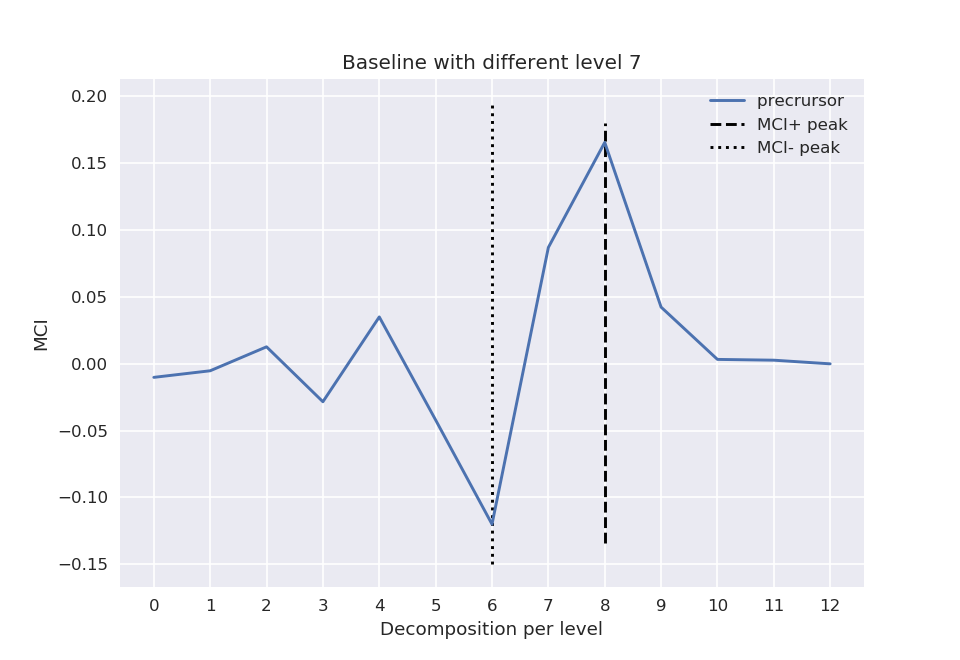 Baseline with different level 7
precrursor
MCI+ peak
MCI- peak
0.20
0.15
0.10
0.05
0.00
−0.05
−0.10
−0.15
MCI
0 1 2 3 4 5 6 7 8 9 10 11 12
Decomposition per level